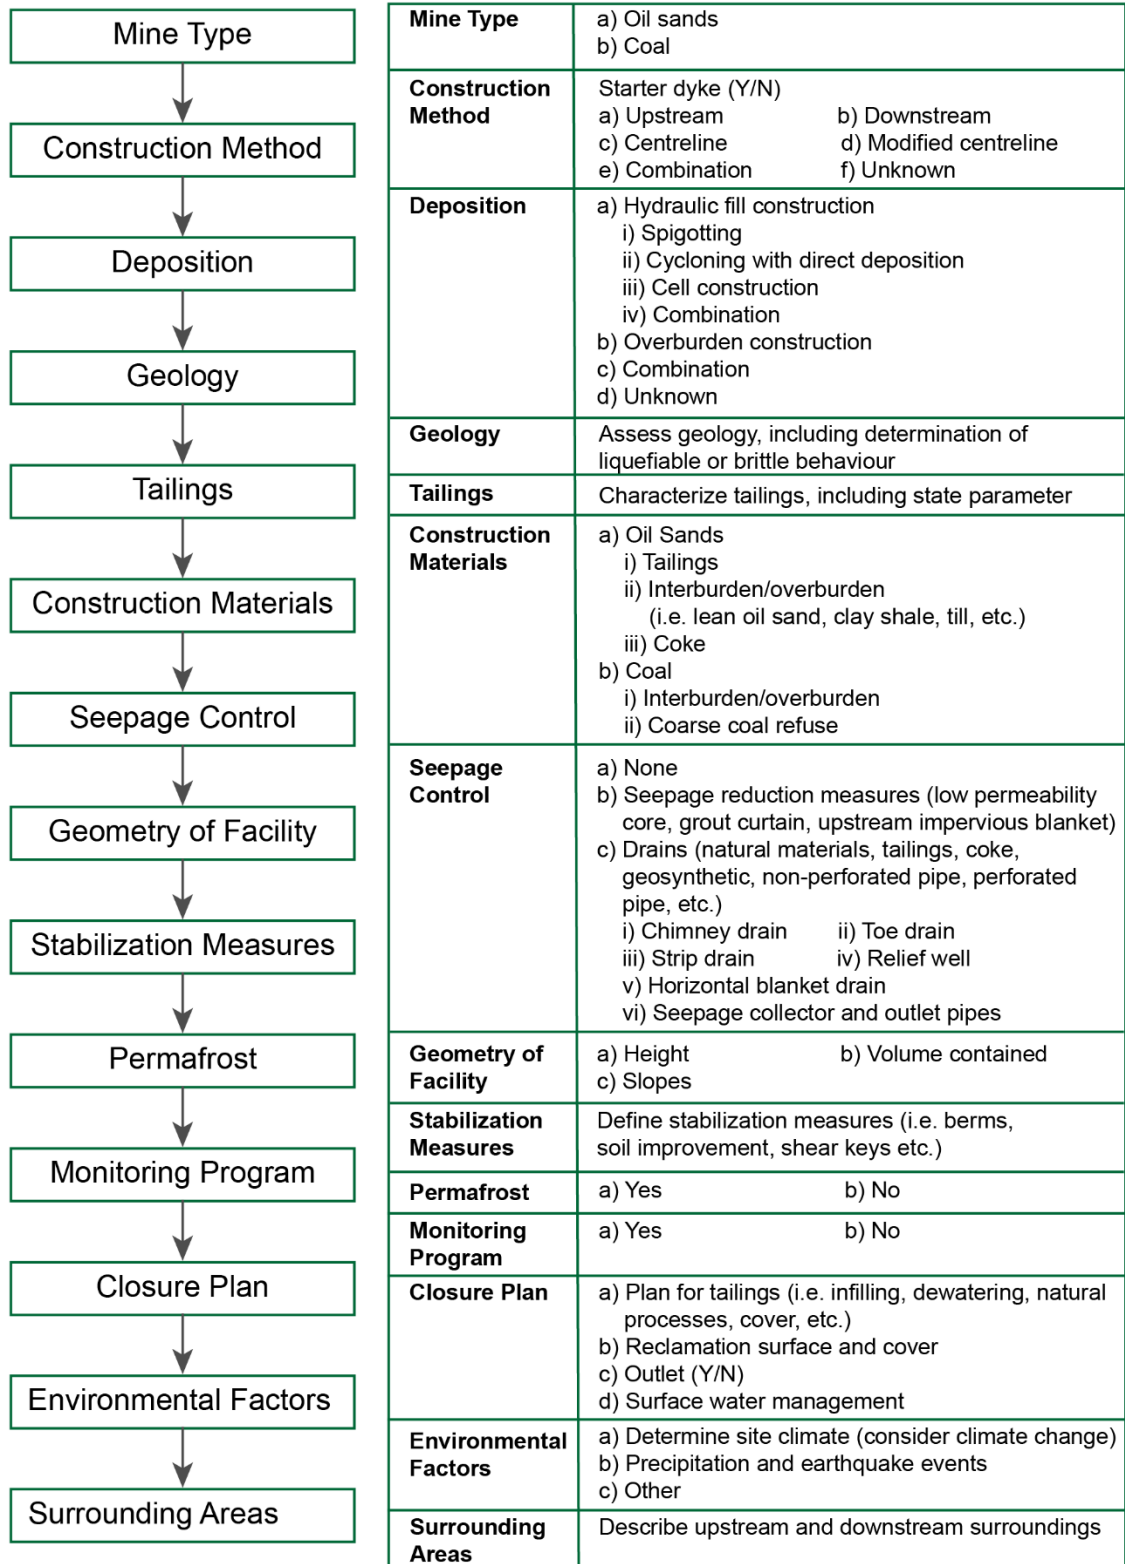 Mine Type
Construction Method
Deposition
Geology
Tailings
Construction Materials
Seepage Control
Geometry of Facility
Stabilization Measures
Permafrost
Monitoring Program
Closure Plan
Environmental Factors
Surrounding Areas
Mine Type
a) Oil sands
b) Coal
Construction
Method
Starter dyke (Y/N)
a) Upstream b) Downstream
c) Centreline d) Modified centreline
e) Combination f) Unknown
Deposition
a) Hydraulic fill construction
i) Spigotting
ii) Cycloning with direct deposition
iii) Cell construction
iv) Combination
b) Overburden construction
c) Combination
d) Unknown
Geology
Assess geology, including determination of
liquefiable or brittle behaviour
Tailings
Characterize tailings, including state parameter
Construction
Materials
a) Oil Sands
i) Tailings
ii) Interburden/overburden
(i.e. lean oil sand, clay shale, till, etc.)
iii) Coke
b) Coal
i) Interburden/overburden
ii) Coarse coal refuse
Seepage
Control
a) None
b) Seepage reduction measures (low permeability
core, grout curtain, upstream impervious blanket)
c) Drains (natural materials, tailings, coke,
geosynthetic, non-perforated pipe, perforated
pipe, etc.)
i) Chimney drain ii) Toe drain
iii) Strip drain iv) Relief well
v) Horizontal blanket drain
vi) Seepage collector and outlet pipes
Geometry of
Facility
a) Height b) Volume contained
c) Slopes
Stabilization
Measures
Define stabilization measures (i.e. berms,
soil improvement, shear keys etc.)
Permafrost
a) Yes b) No
Monitoring
Program
a) Yes b) No
Closure Plan
a) Plan for tailings (i.e. infilling, dewatering, natural
processes, cover, etc.)
b) Reclamation surface and cover
c) Outlet (Y/N)
d) Surface water management
Environmental
Factors
a) Determine site climate (consider climate change)
b) Precipitation and earthquake events
c) Other
Surrounding
Areas
Describe upstream and downstream surroundings